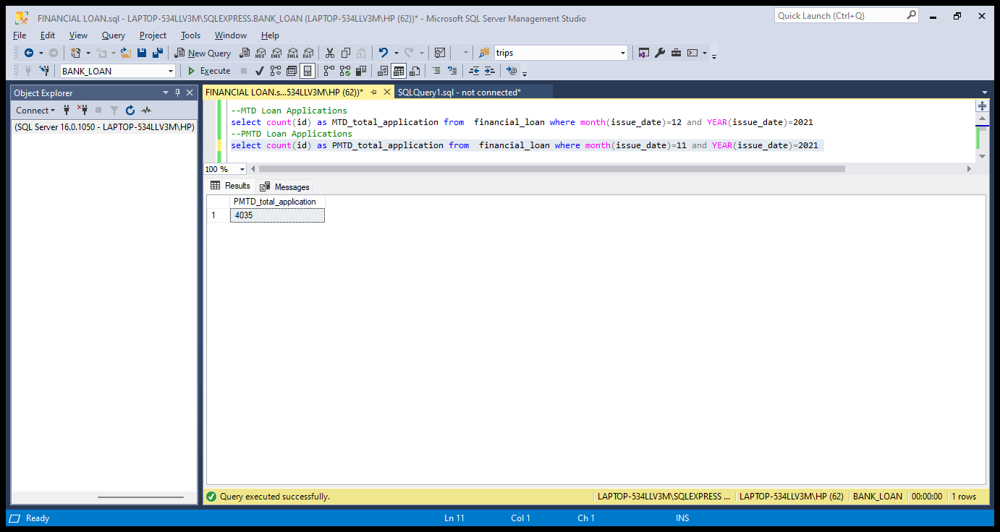 FINANCIAL LOAN.sql - LAPTOP-534LLV3M\SQLEXPRESS.BANK_LOAN (LAPTOP-534LLV3M\HP (62))* - Microsoft SQL Server Management Studio
Quick Launch (Ctrl+Q)
File Edit View Query Project Tools Window Help
New Query MDX DMX XMLA DAX trips
BANK_LOAN Execute
Object Explorer
FINANCIAL LOAN.s...534LLV3M\HP (62))* SQLQuery1.sql - not connected*
Connect
(SQL Server 16.0.1050 - LAPTOP-534LLV3M\HP)
--MTD Loan Applications
select count(id) as MTD_total_application from  financial_loan where month(issue_date)=12 and YEAR(issue_date)=2021
--PMTD Loan Applications
select count(id) as PMTD_total_application from  financial_loan where month(issue_date)=11 and YEAR(issue_date)=2021
100 %
Results Messages
PMTD_total_application
1 4035
Query executed successfully. LAPTOP-534LLV3M\SQLEXPRESS ... LAPTOP-534LLV3M\HP (62) BANK_LOAN 00:00:00 1 rows
Ready Ln 11 Col 1 Ch 1 INS